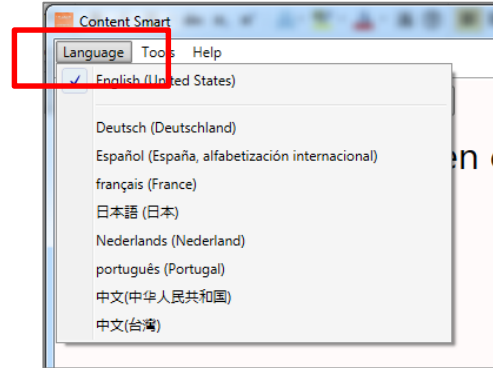 Content Smart
Language Tools Help
English (United States)
Deutsch (Deutschland)
Español (España, alfabetización internacional)
français (France)
日本語 (日本)
Nederlands (Nederland)
português (Portugal)
中文(中华人民共和国)
中文(台灣)